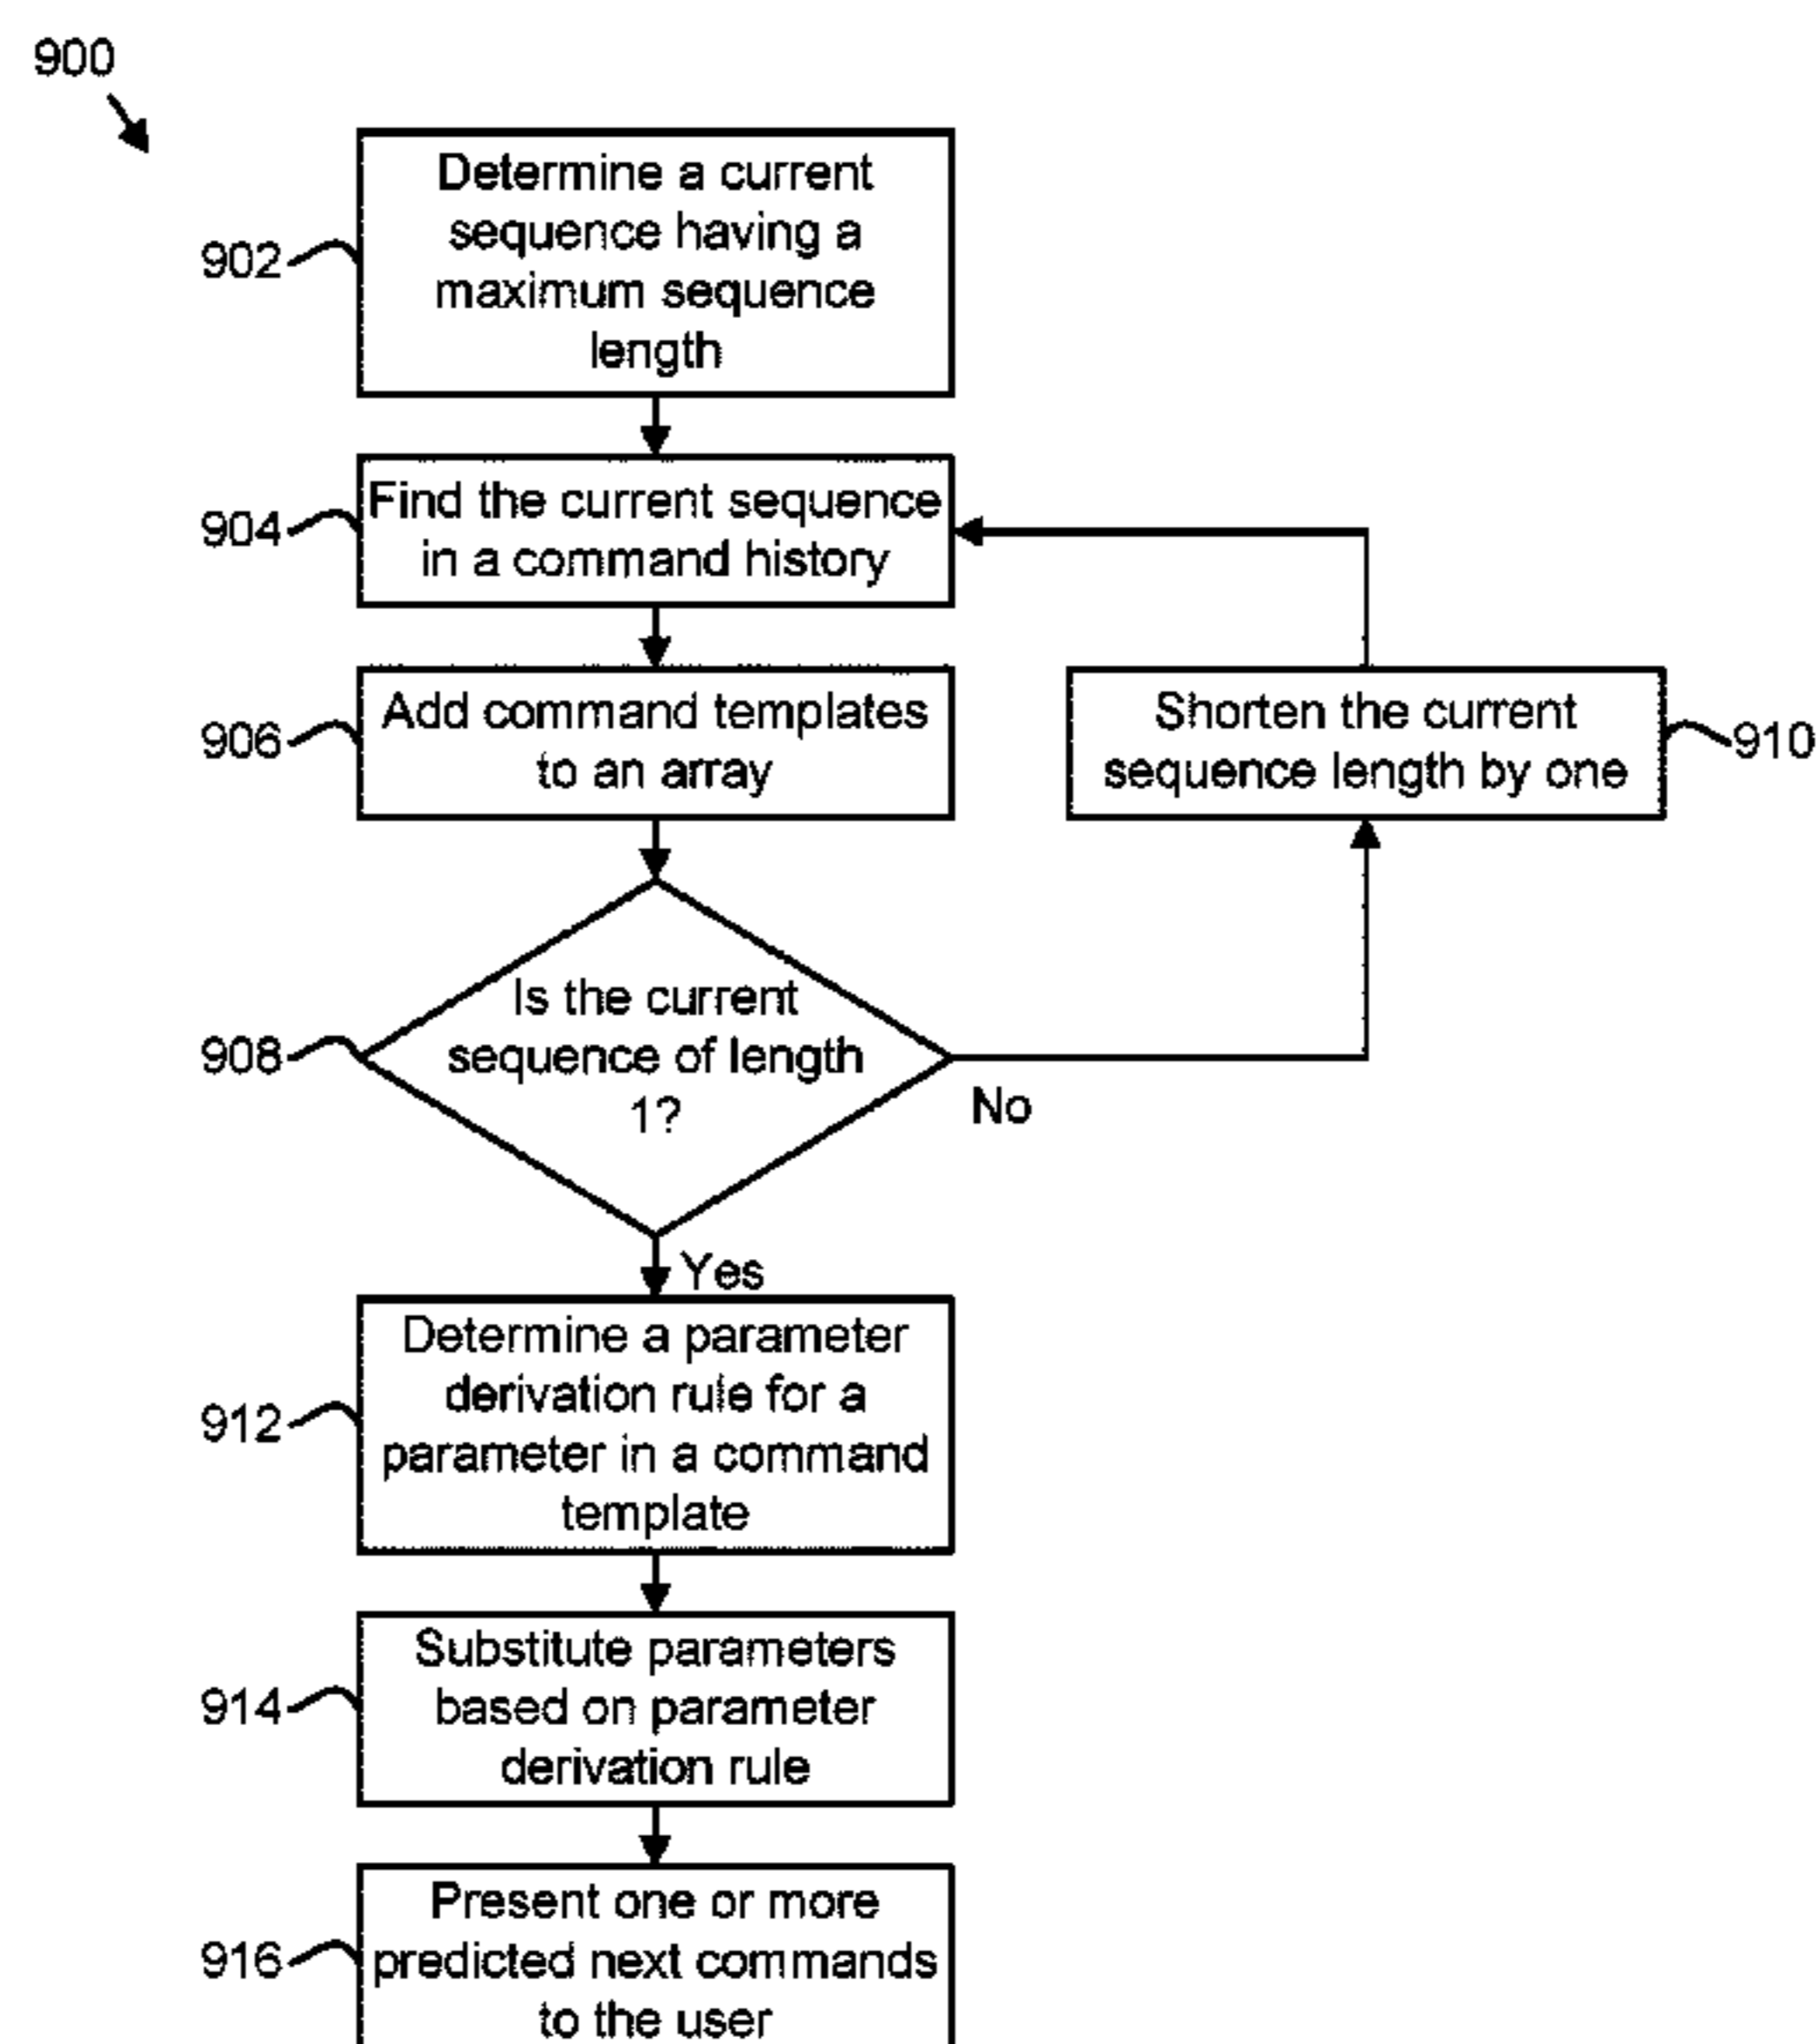 900
902
Determine a current
sequence having a
maximum sequence
length
904
Find the current sequence
in a command history
906
Add command templates
to an array
Shorten the current
sequence length by one
910
908
Is the current
sequence of length
1?
No
Yes
912
Determine a parameter
derivation rule for a
parameter in a command
template
914
Substitute parameters
based on parameter
derivation rule
916
Present one or more
predicted next commands
to the user